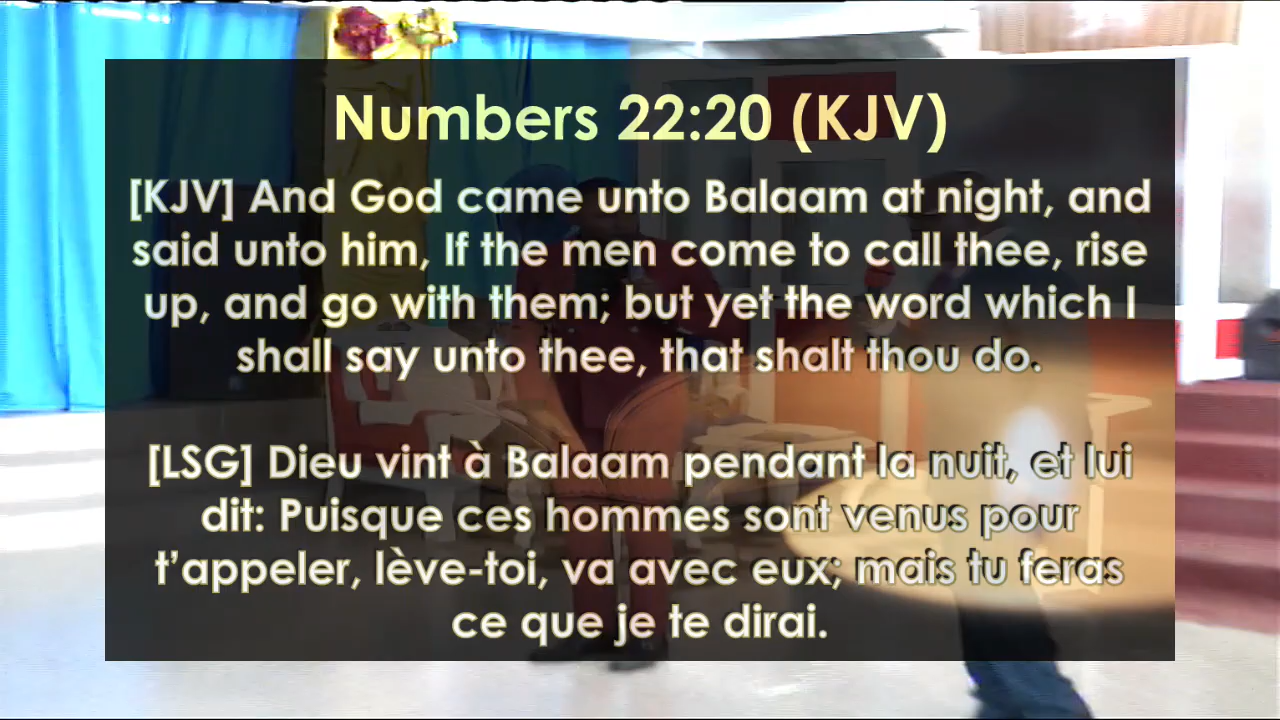 Numbers 22:20 (KJV)
[KJV] And God came unto Balaam at night, and
said unto him, If the men come to call thee, rise
up, and go with them; but yet the word which I
shall say unto thee, that shalt thou do.
[LSG] Dieu vint à Balaam pendant la nuit, et lui
dit: Puisque ces hommes sont venus pour
t’appeler, lève-toi, va avec eux; mais tu feras
ce que je te dirai.